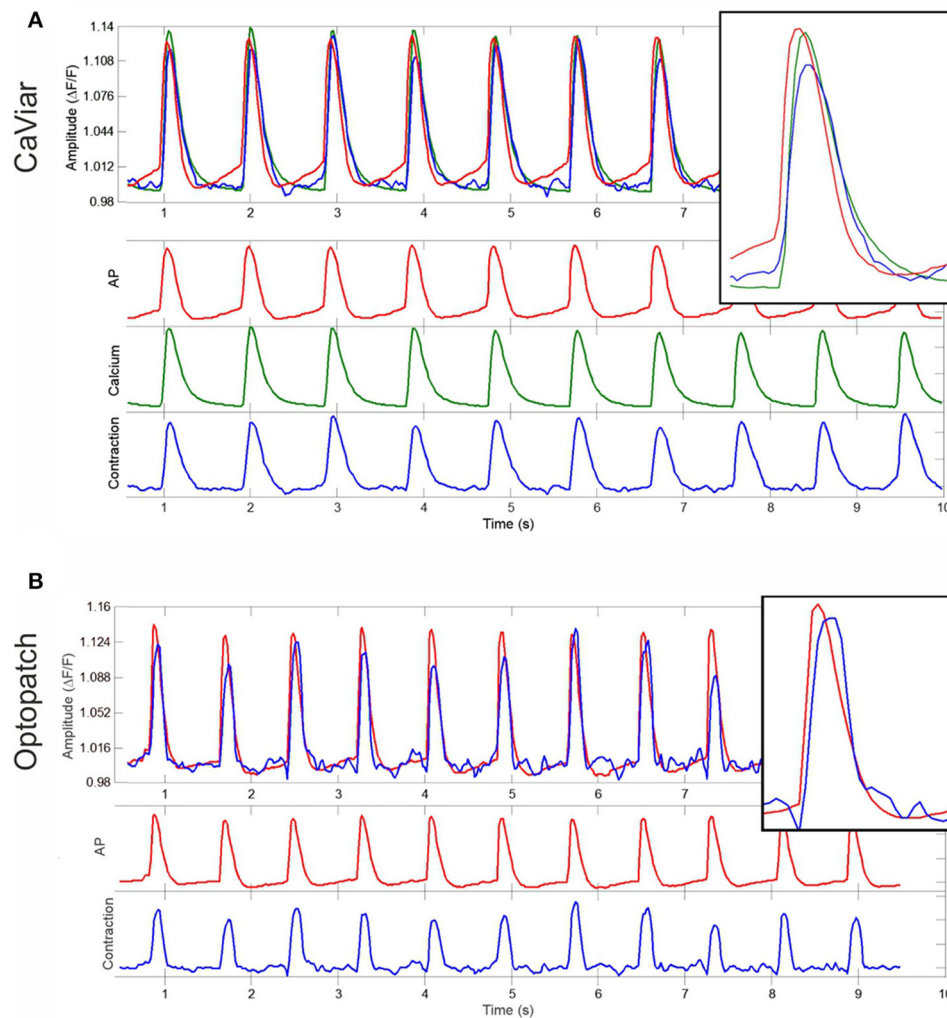 A
CaViar
Amplitude (ΔF/F)
1.14
1.108
1.076
1.044
1.012
0.98
1 2 3 4 5 6 7
AP
Calcium
Contraction
1 2 3 4 5 6 7 8 9 10
Time (s)
B
Optopatch
Amplitude (ΔF/F)
1.16
1.124
1.088
1.052
1.016
0.98
1 2 3 4 5 6 7
AP
Contraction
1 2 3 4 5 6 7 8 9 10
Time (s)